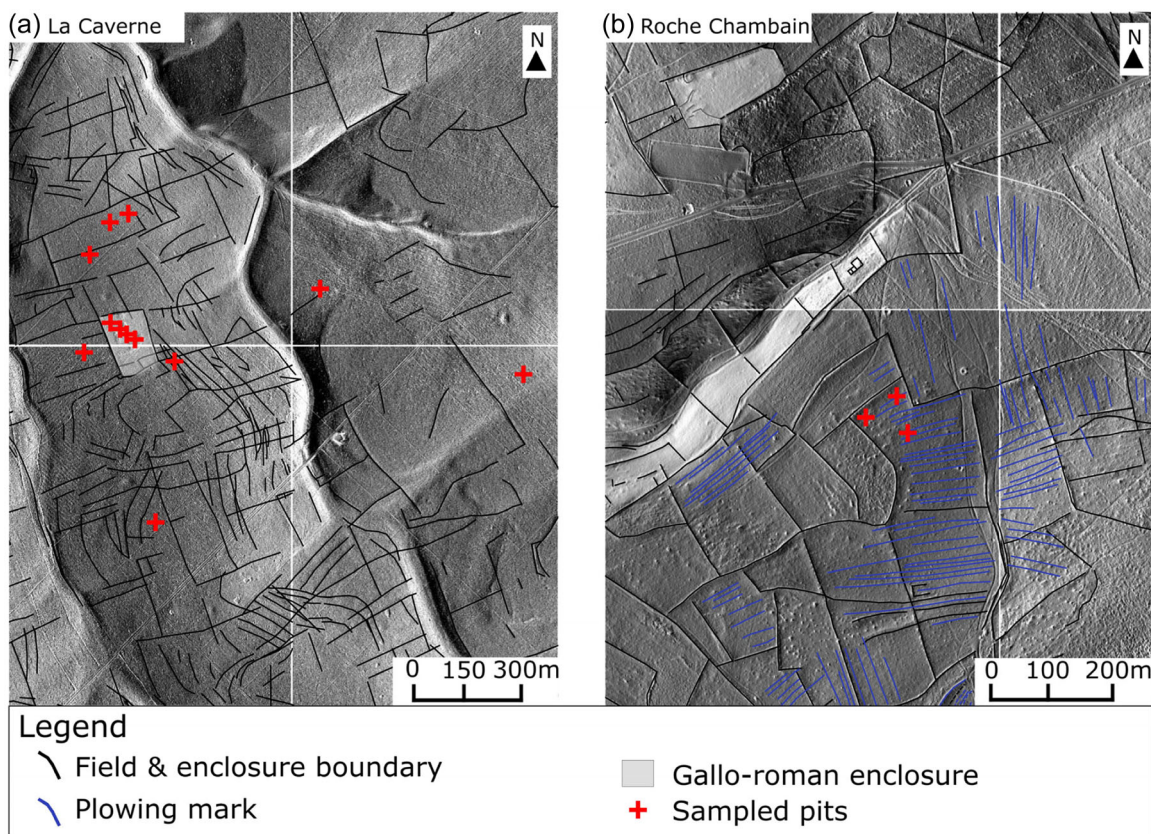 (a) La Caverne
N
0 150 300m
(b) Roche Chambain
N
0 100 200m
Legend
Field & enclosure boundary
Plowing mark
Gallo-roman enclosure
Sampled pits